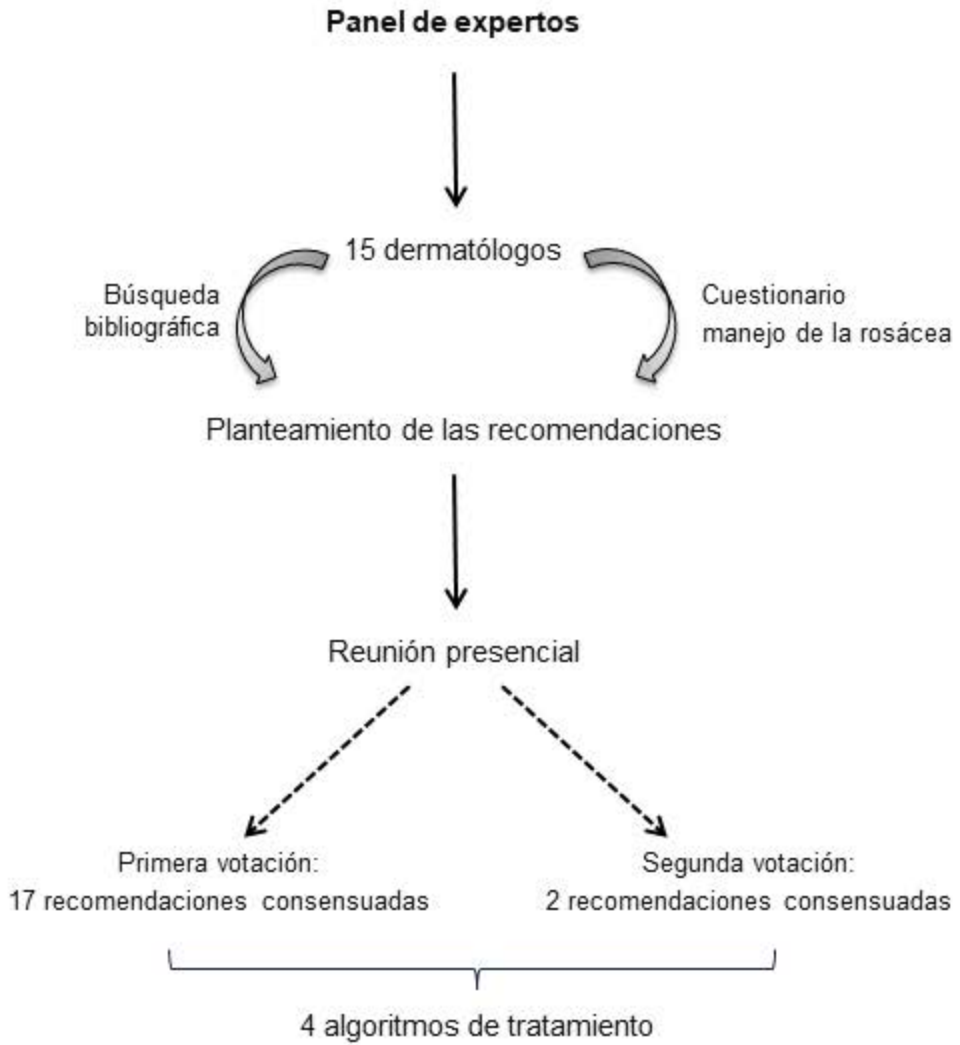 Panel de expertos
15 dermatólogos
Búsqueda
bibliográfica
Cuestionario
manejo de la rosácea
Planteamiento de las recomendaciones
Reunión presencial
Primera votación:
17 recomendaciones consensuadas
Segunda votación:
2 recomendaciones consensuadas
4 algoritmos de tratamiento